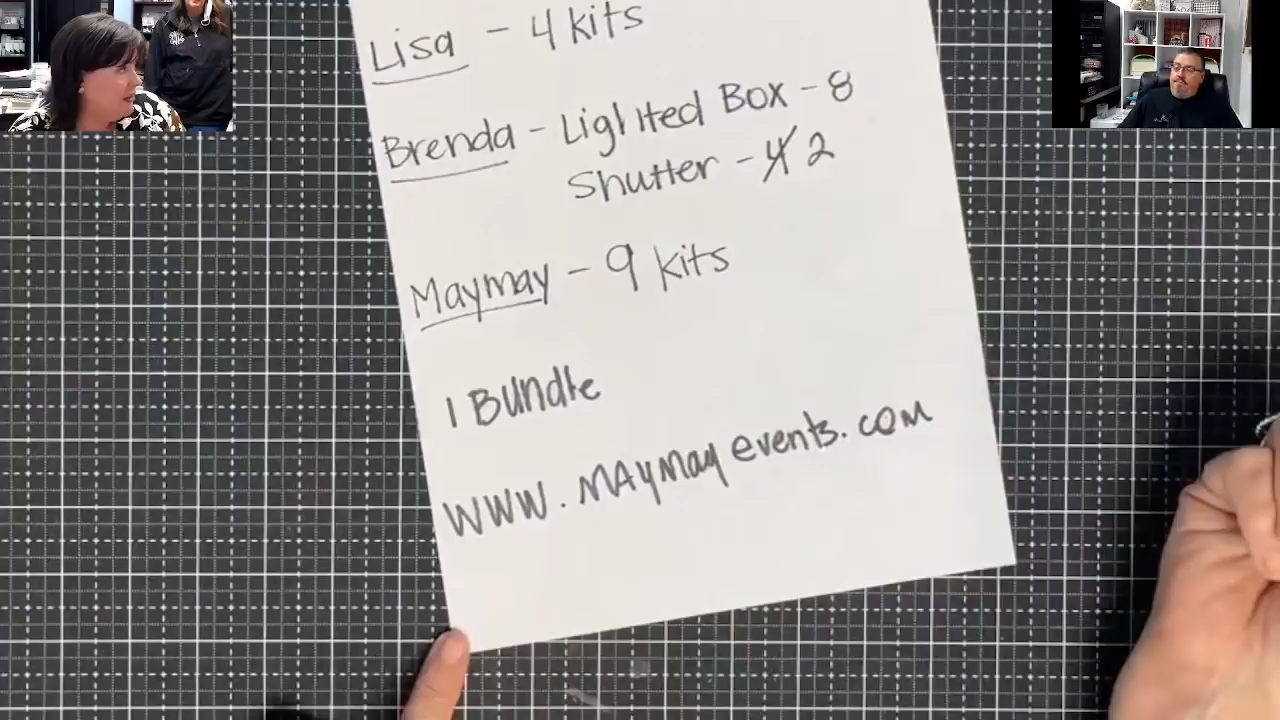 Lisa - 4 kits
Brenda - Lighted Box - 8
Shutter - 4 2
Maymay - 9 kits
1 Bundle
www.maymayevents.com